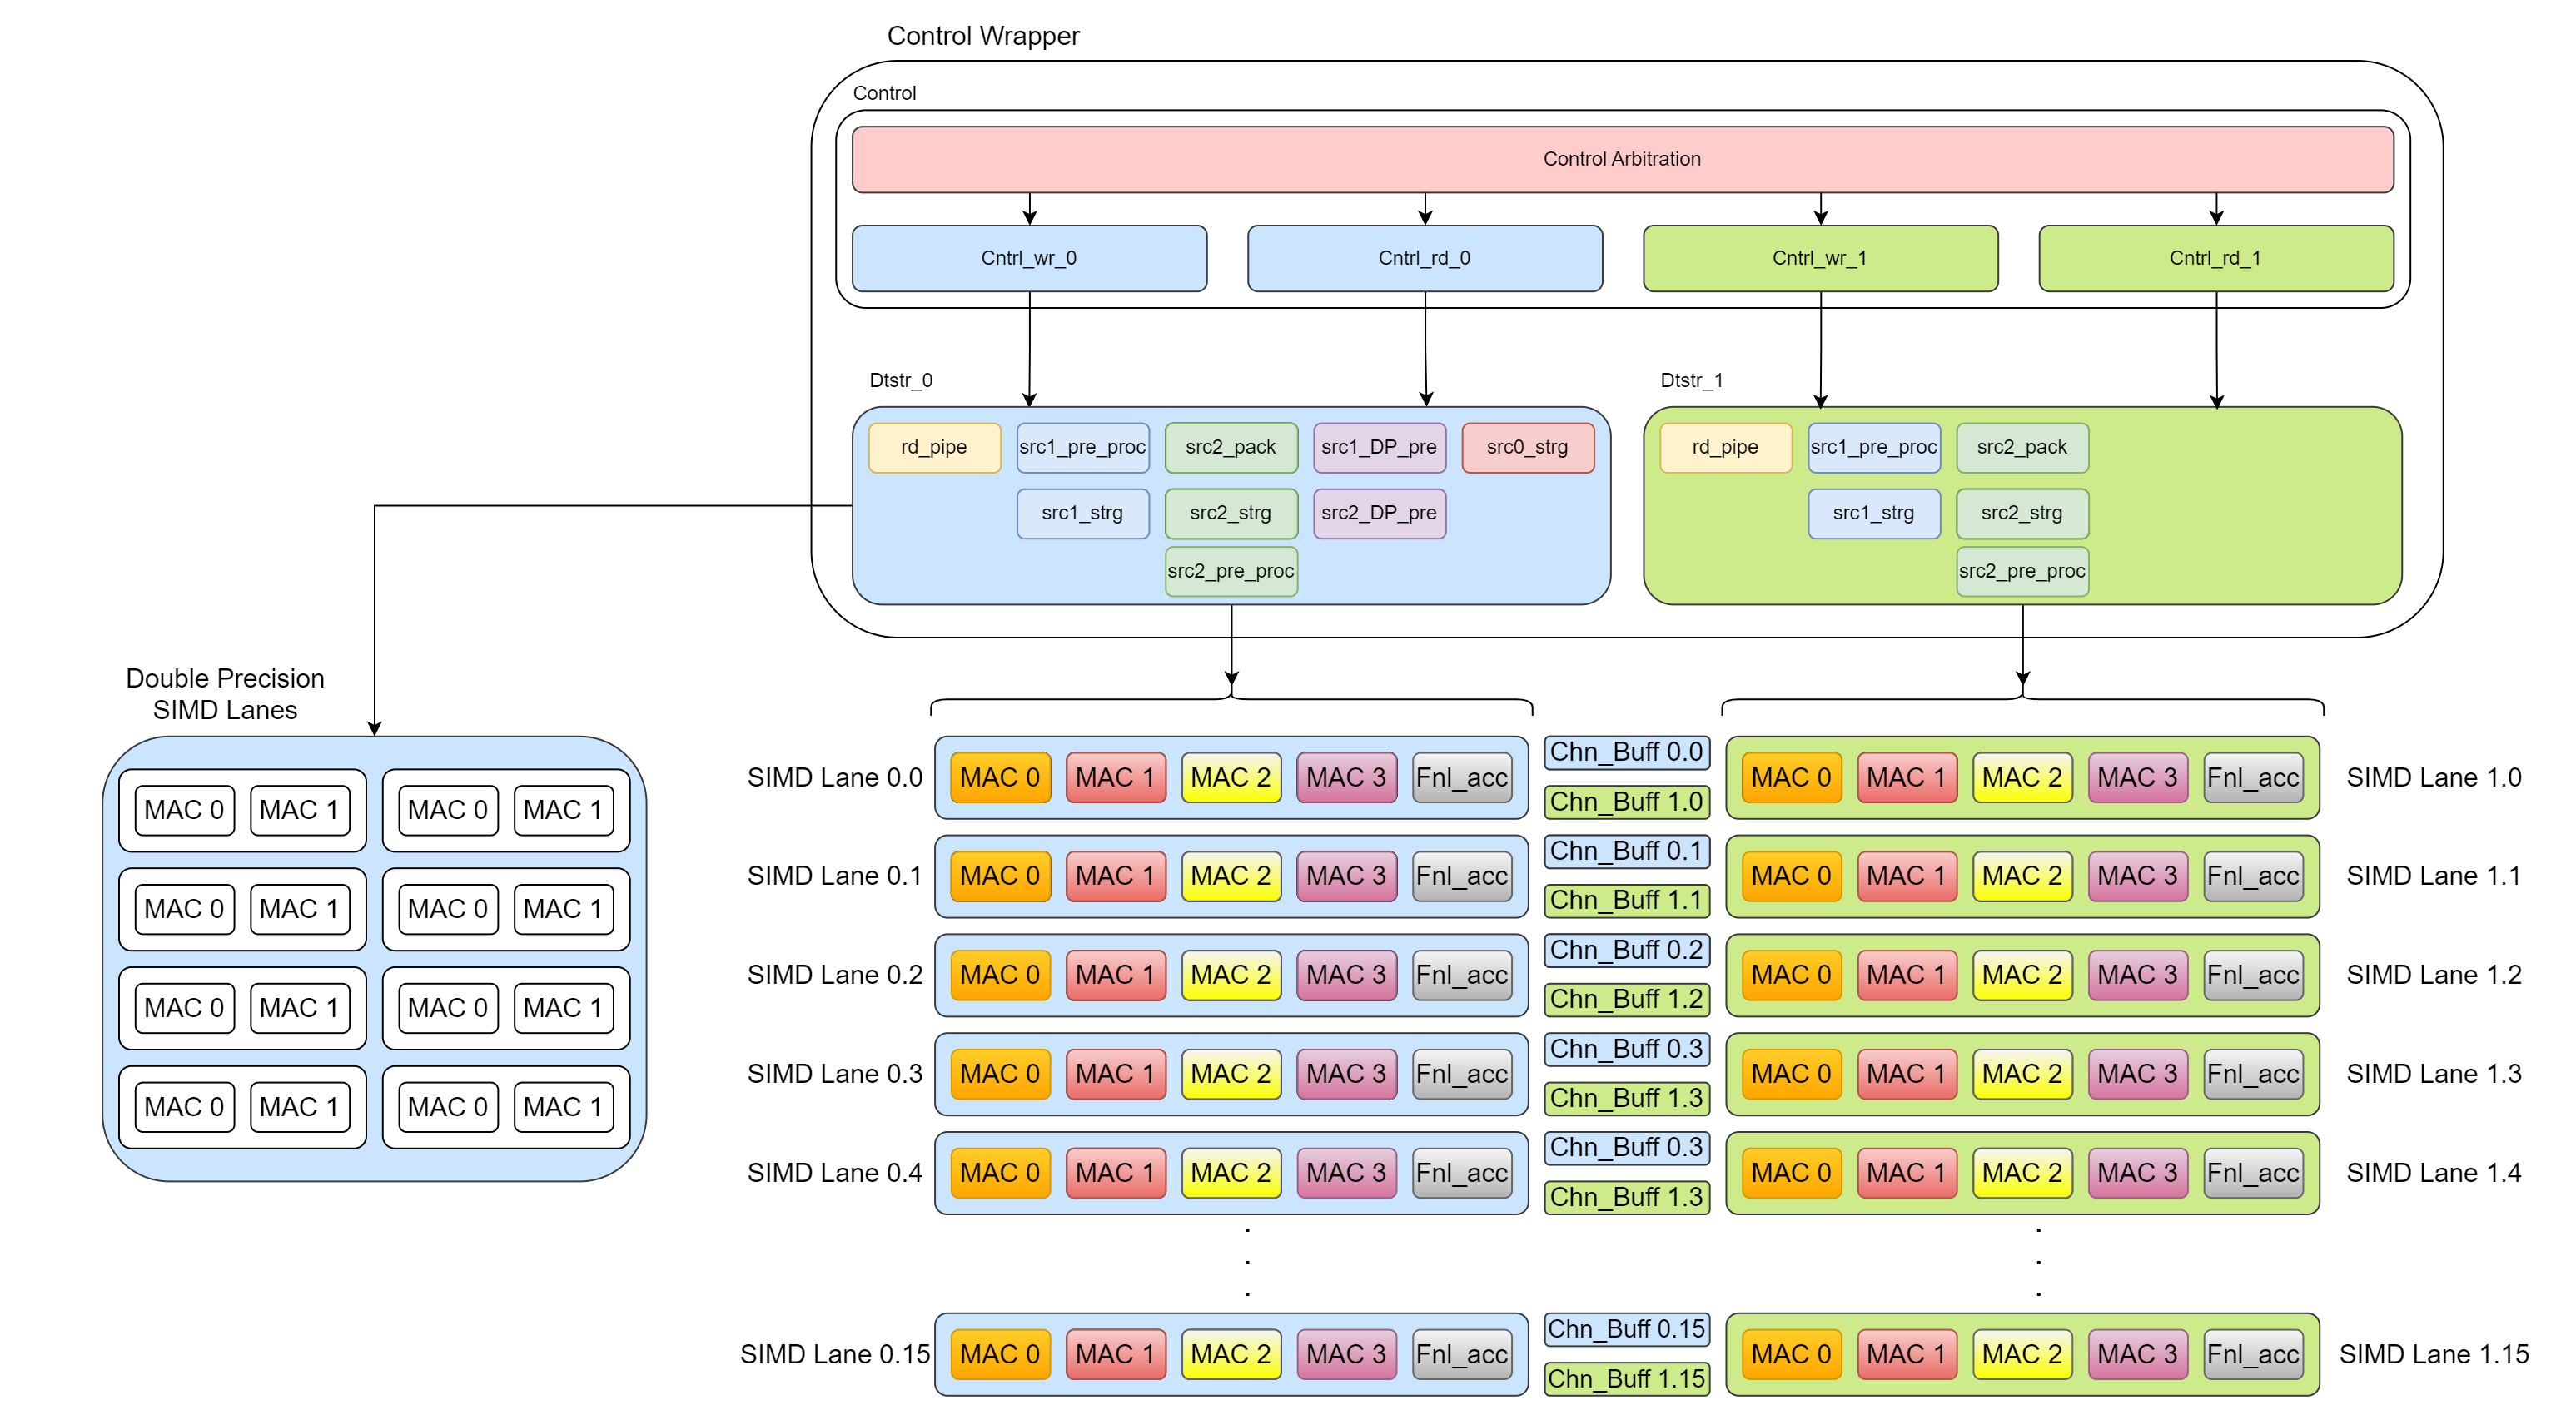 Control Wrapper
Control
Control Arbitration
Cntrl_wr_0 Cntrl_rd_0 Cntrl_wr_1 Cntrl_rd_1
Dtstr_0 Dtstr_1
rd_pipe src1_pre_proc src2_pack src1_DP_pre src0_strg rd_pipe src1_pre_proc src2_pack
src1_strg src2_strg src2_DP_pre src1_strg src2_strg
src2_pre_proc src2_pre_proc
Double Precision
SIMD Lanes
MAC 0 MAC 1 MAC 0 MAC 1
MAC 0 MAC 1 MAC 0 MAC 1
MAC 0 MAC 1 MAC 0 MAC 1
MAC 0 MAC 1 MAC 0 MAC 1
SIMD Lane 0.0 MAC 0 MAC 1 MAC 2 MAC 3 Fnl_acc Chn_Buff 0.0 MAC 0 MAC 1 MAC 2 MAC 3 Fnl_acc SIMD Lane 1.0
Chn_Buff 1.0
SIMD Lane 0.1 MAC 0 MAC 1 MAC 2 MAC 3 Fnl_acc Chn_Buff 0.1 MAC 0 MAC 1 MAC 2 MAC 3 Fnl_acc SIMD Lane 1.1
Chn_Buff 1.1
SIMD Lane 0.2 MAC 0 MAC 1 MAC 2 MAC 3 Fnl_acc Chn_Buff 0.2 MAC 0 MAC 1 MAC 2 MAC 3 Fnl_acc SIMD Lane 1.2
Chn_Buff 1.2
SIMD Lane 0.3 MAC 0 MAC 1 MAC 2 MAC 3 Fnl_acc Chn_Buff 0.3 MAC 0 MAC 1 MAC 2 MAC 3 Fnl_acc SIMD Lane 1.3
Chn_Buff 1.3
SIMD Lane 0.4 MAC 0 MAC 1 MAC 2 MAC 3 Fnl_acc Chn_Buff 0.3 MAC 0 MAC 1 MAC 2 MAC 3 Fnl_acc SIMD Lane 1.4
Chn_Buff 1.3
. .
. .
. .
SIMD Lane 0.15 MAC 0 MAC 1 MAC 2 MAC 3 Fnl_acc Chn_Buff 0.15 MAC 0 MAC 1 MAC 2 MAC 3 Fnl_acc SIMD Lane 1.15
Chn_Buff 1.15